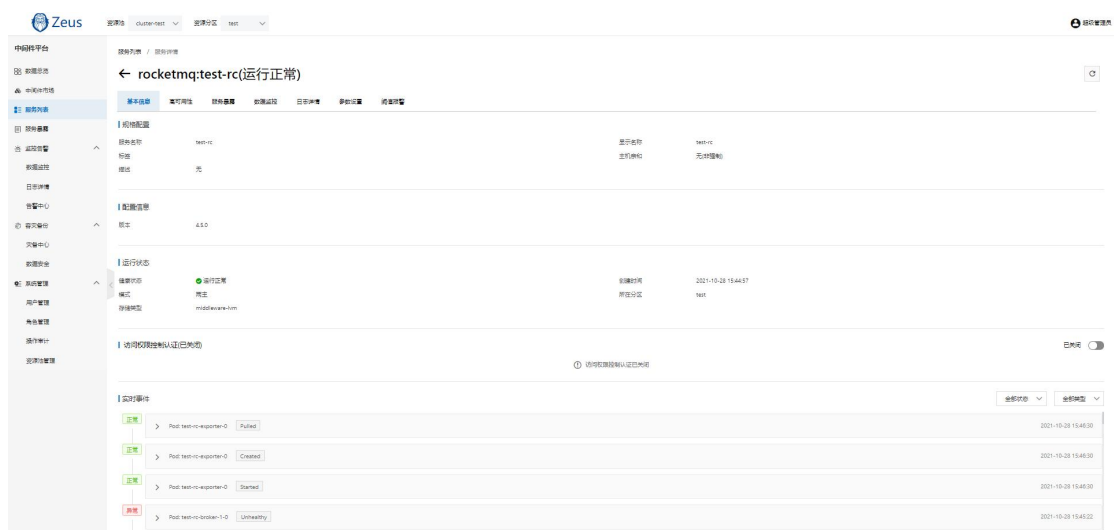 Zeus
资源池 cluster-test 资源分区 test
超级管理员
中间件平台
数据总览
中间件市场
服务列表
服务暴露
监控告警
数据监控
日志详情
告警中心
容灾备份
灾备中心
数据安全
系统管理
用户管理
角色管理
操作审计
资源池管理
服务列表 / 服务详情
← rocketmq:test-rc(运行正常)
基本信息 高可用性 服务暴露 数据监控 日志详情 参数设置 阈值报警
规格配置
服务名称 test-rc 显示名称 test-rc
标签 主机亲和 无(非强制)
描述 无
配置信息
版本 4.5.0
运行状态
健康状态 运行正常 创建时间 2021-10-28 15:44:57
模式 两主 所在分区 test
存储类型 middleware-lvm
访问权限控制认证(已关闭) 已关闭
访问权限控制认证已关闭
实时事件 全部状态 全部类型
正常 Pod: test-rc-exporter-0 Pulled 2021-10-28 15:46:30
正常 Pod: test-rc-exporter-0 Created 2021-10-28 15:46:30
正常 Pod: test-rc-exporter-0 Started 2021-10-28 15:46:30
异常 Pod: test-rc-broker-1-0 Unhealthy 2021-10-28 15:45:22